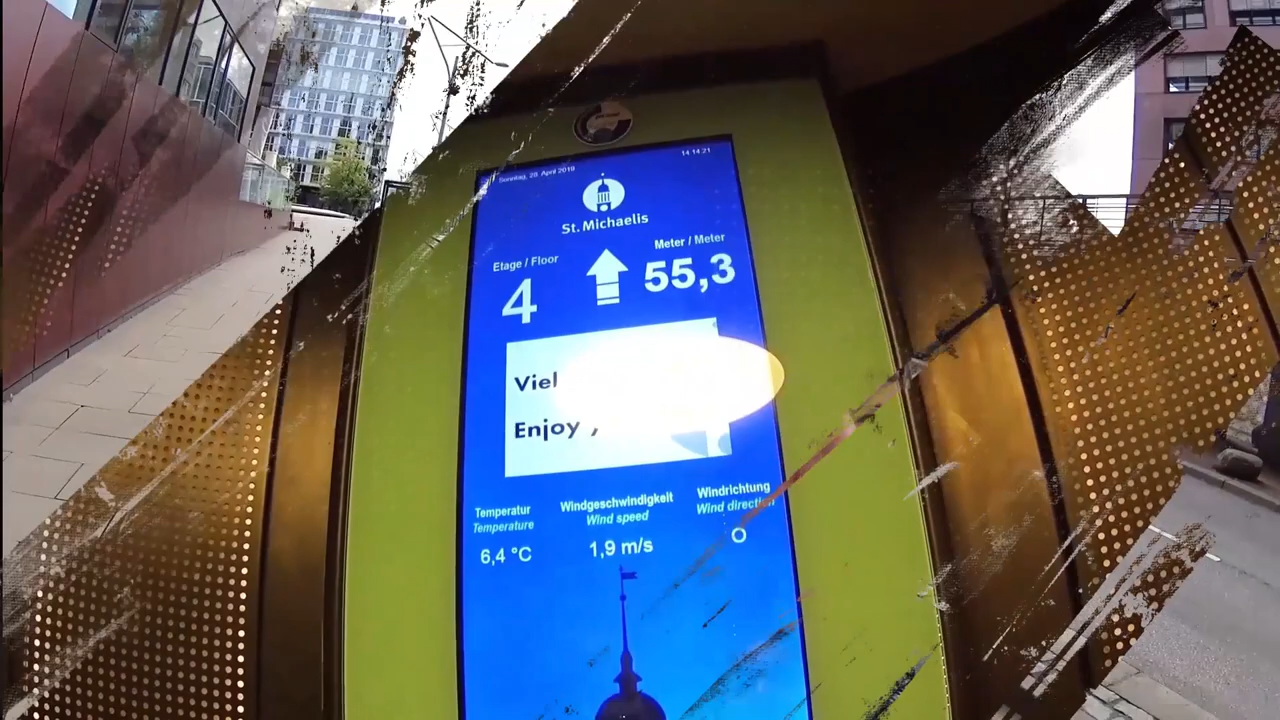 Sonntag, 28. April 2019
14:14:21
St. Michaelis
Etage / Floor
4
Meter / Meter
55,3
Viel
Enjoy
Temperatur
Temperature
6,4 °C
Windgeschwindigkeit
Wind speed
1,9 m/s
Windrichtung
Wind direction
O